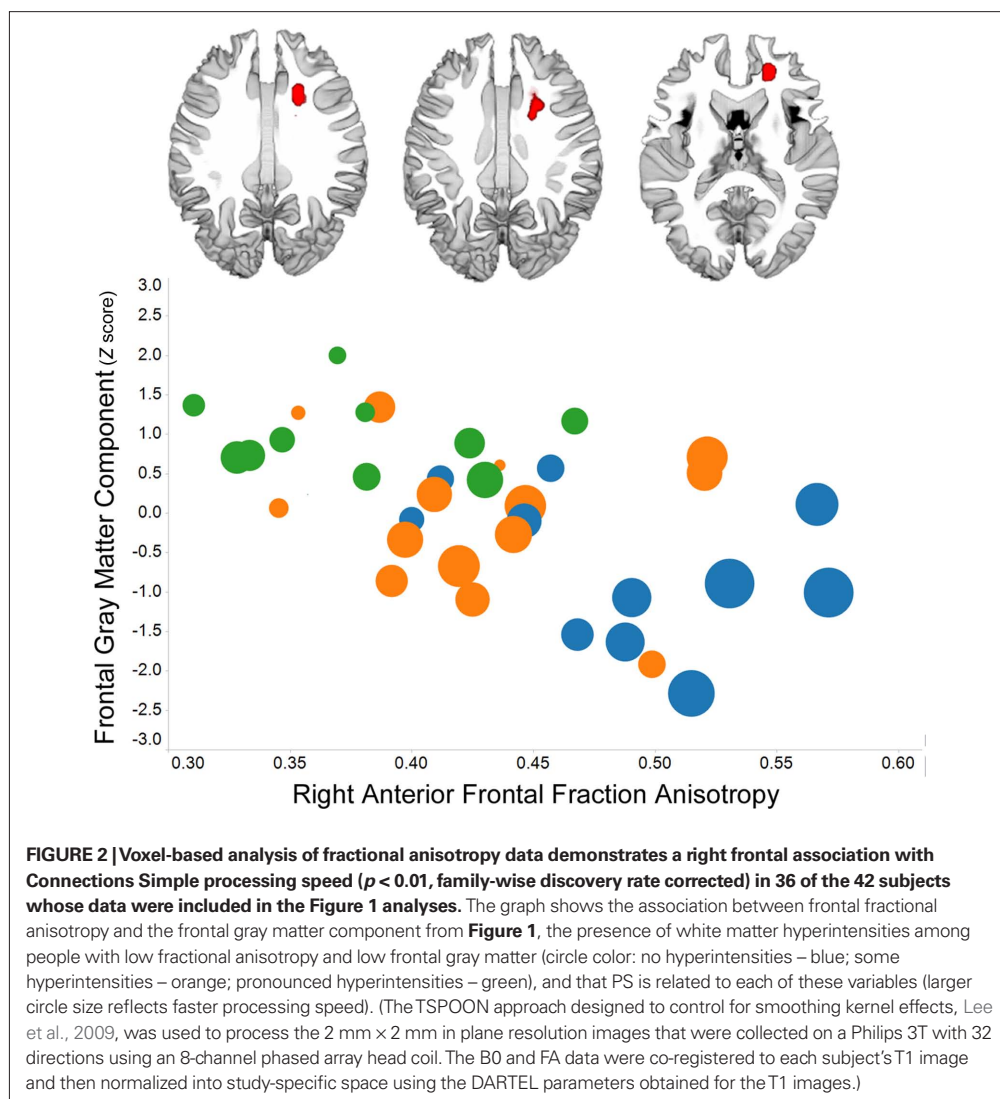 3.0
2.5
2.0
1.5
1.0
0.5
0.0
-0.5
-1.0
-1.5
-2.0
-2.5
-3.0
Frontal Gray Matter Component (Z score)
0.30 0.35 0.40 0.45 0.50 0.55 0.60
Right Anterior Frontal Fraction Anisotropy
FIGURE 2 | Voxel-based analysis of fractional anisotropy data demonstrates a right frontal association with
Connections Simple processing speed (p < 0.01, family-wise discovery rate corrected) in 36 of the 42 subjects
whose data were included in the Figure 1 analyses. The graph shows the association between frontal fractional
anisotropy and the frontal gray matter component from Figure 1, the presence of white matter hyperintensities among
people with low fractional anisotropy and low frontal gray matter (circle color: no hyperintensities – blue; some
hyperintensities – orange; pronounced hyperintensities – green), and that PS is related to each of these variables (larger
circle size reflects faster processing speed). (The TSPOON approach designed to control for smoothing kernel effects, Lee
et al., 2009, was used to process the 2 mm × 2 mm in plane resolution images that were collected on a Philips 3T with 32
directions using an 8-channel phased array head coil. The B0 and FA data were co-registered to each subject's T1 image
and then normalized into study-specific space using the DARTEL parameters obtained for the T1 images.)